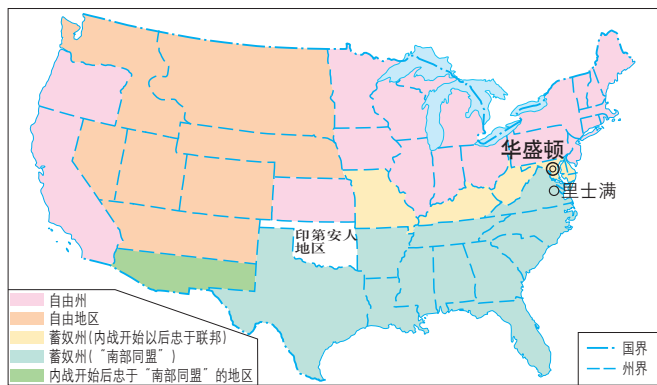 华盛顿
里士满
印第安人
地区
自由州
自由地区
蓄奴州(内战开始以后忠于联邦)
蓄奴州(“南部同盟”)
内战开始后忠于“南部同盟”的地区
国界
州界